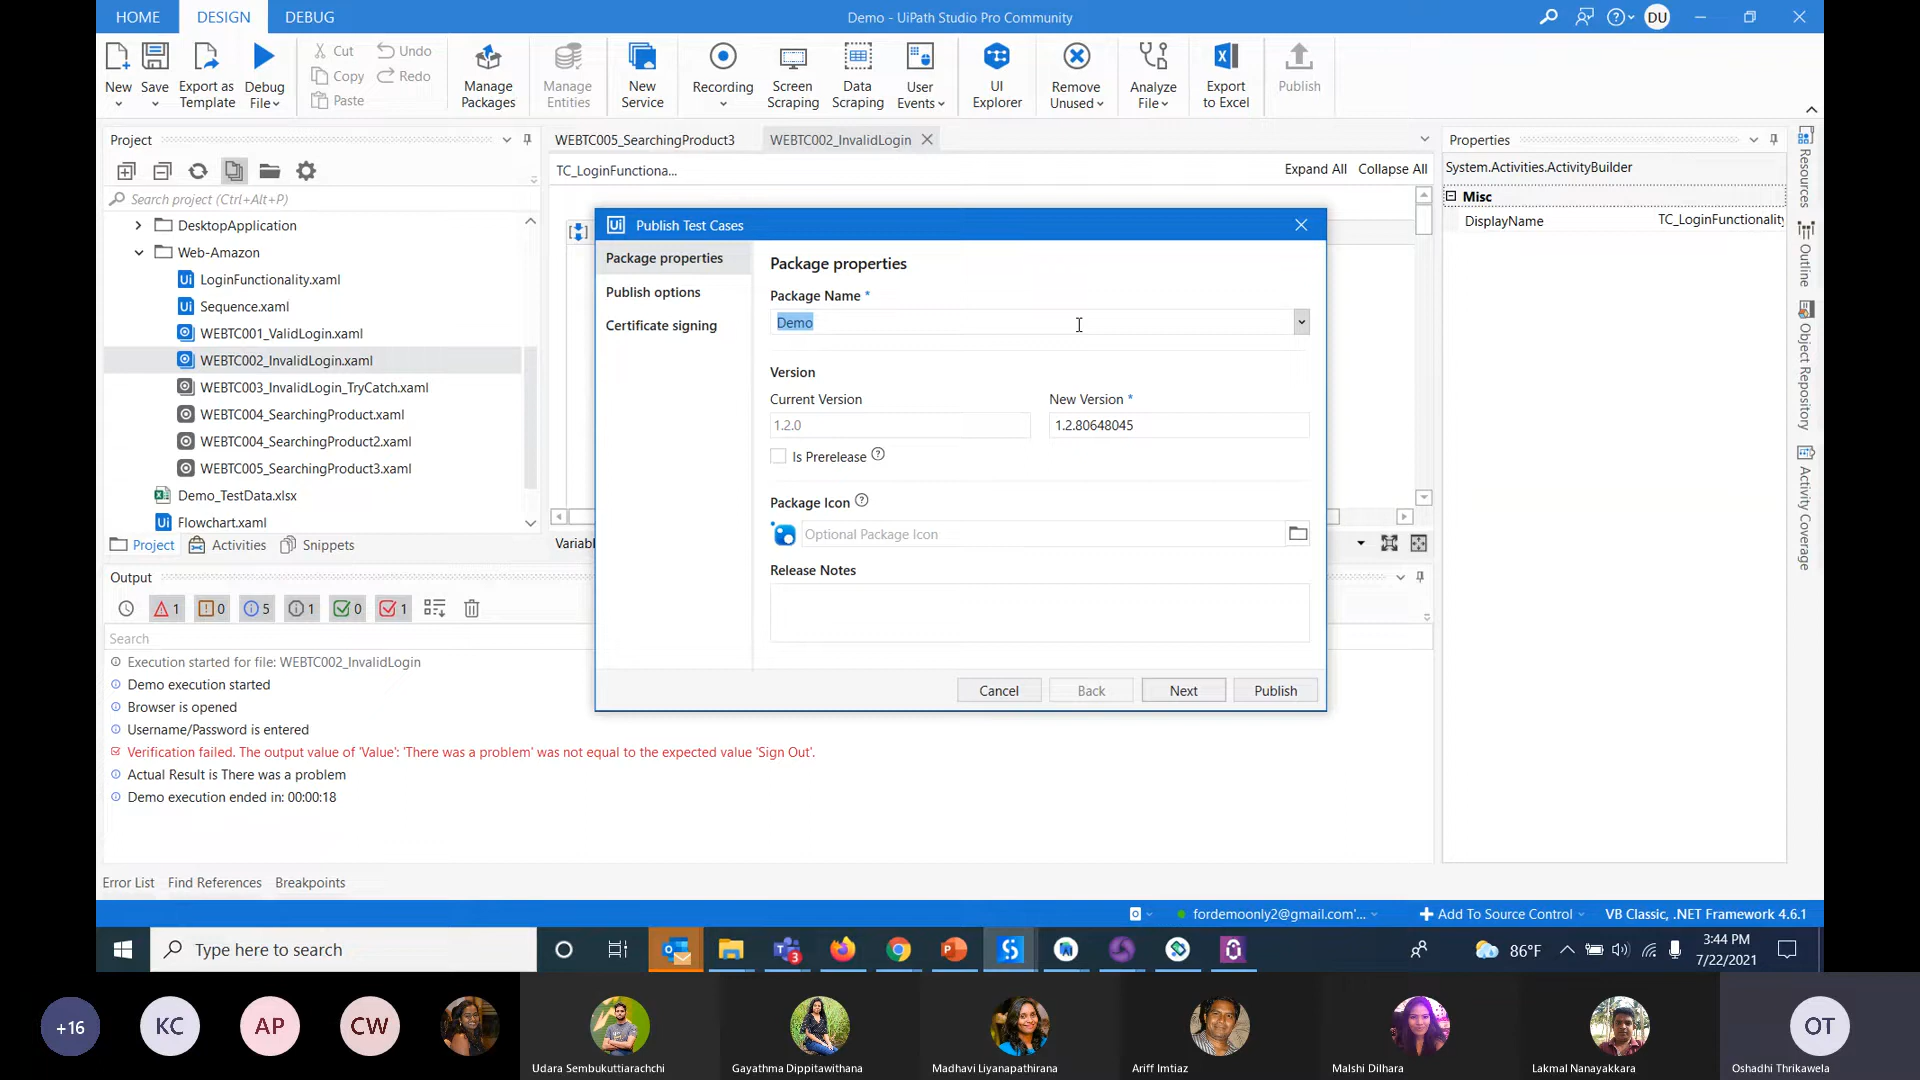 HOME DESIGN DEBUG
Demo - UiPath Studio Pro Community
DU
New Save Export as Template Debug File
Cut Copy Paste Undo Redo
Manage Packages
Manage Entities
New Service
Recording
Screen Scraping
Data Scraping
User Events
UI Explorer
Remove Unused
Analyze File
Export to Excel
Publish
Project
Search project (Ctrl+Alt+P)
DesktopApplication
Web-Amazon
LoginFunctionality.xaml
Sequence.xaml
WEBTC001_ValidLogin.xaml
WEBTC002_InvalidLogin.xaml
WEBTC003_InvalidLogin_TryCatch.xaml
WEBTC004_SearchingProduct.xaml
WEBTC004_SearchingProduct2.xaml
WEBTC005_SearchingProduct3.xaml
Demo_TestData.xlsx
Flowchart.xaml
Project Activities Snippets
WEBTC005_SearchingProduct3 WEBTC002_InvalidLogin
TC_LoginFunctiona...
Expand All Collapse All
Variabl
Publish Test Cases
Package properties
Publish options
Certificate signing
Package properties
Package Name *
Demo
Version
Current Version New Version *
1.2.0 1.2.80648045
Is Prerelease
Package Icon
Optional Package Icon
Release Notes
Cancel Back Next Publish
Properties
System.Activities.ActivityBuilder
Misc
DisplayName TC_LoginFunctionality
Resources
Outline
Object Repository
Activity Coverage
Output
1 0 5 1 0 1
Search
Execution started for file: WEBTC002_InvalidLogin
Demo execution started
Browser is opened
Username/Password is entered
Verification failed. The output value of 'Value': 'There was a problem' was not equal to the expected value 'Sign Out'.
Actual Result is There was a problem
Demo execution ended in: 00:00:18
Error List Find References Breakpoints
fordemoonly2@gmail.com'... Add To Source Control VB Classic, .NET Framework 4.6.1
Type here to search
3
86°F
3:44 PM
7/22/2021
+16 KC AP CW OT
Udara Sembukuttiarachchi Gayathma Dippitawithana Madhavi Liyanapathirana Ariff Imtiaz Malshi Dilhara Lakmal Nanayakkara Oshadhi Thrikawela